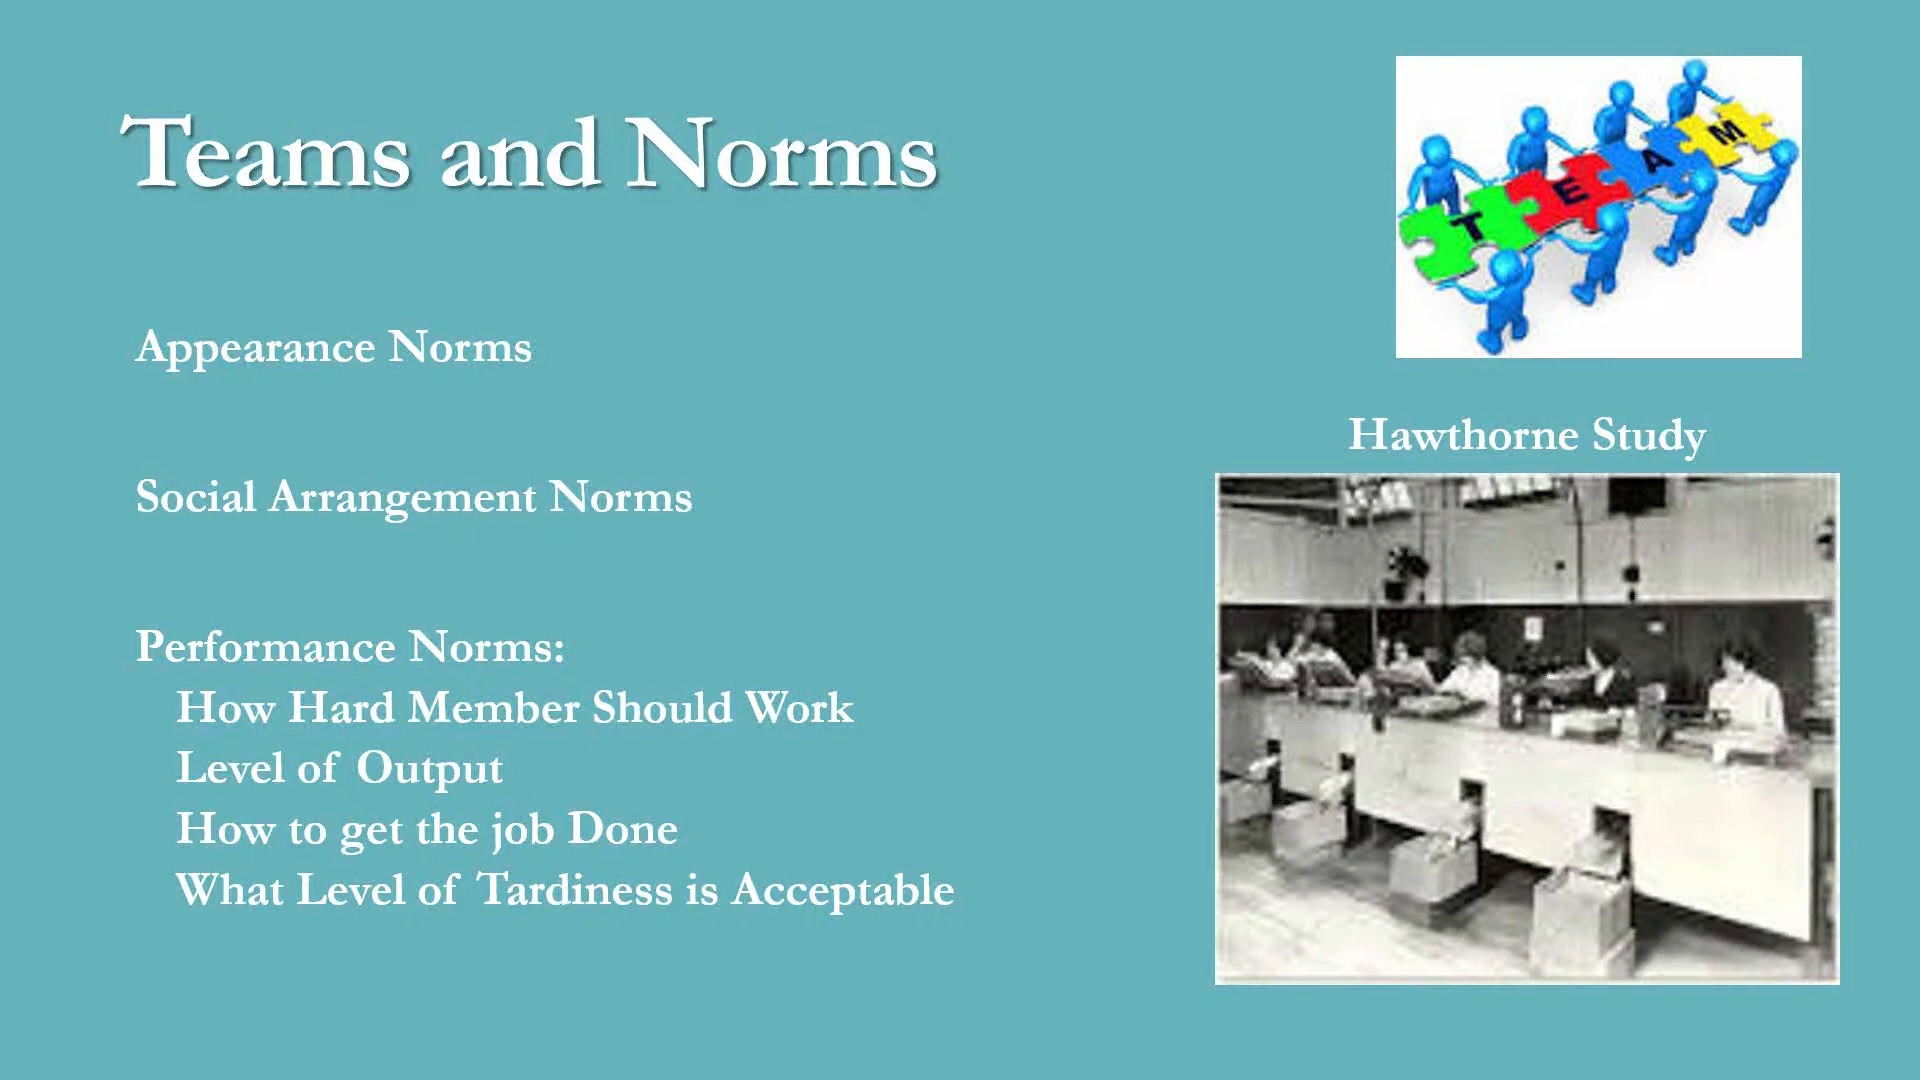 Teams and Norms
T E A M
Appearance Norms
Hawthorne Study
Social Arrangement Norms
Performance Norms:
How Hard Member Should Work
Level of Output
How to get the job Done
What Level of Tardiness is Acceptable